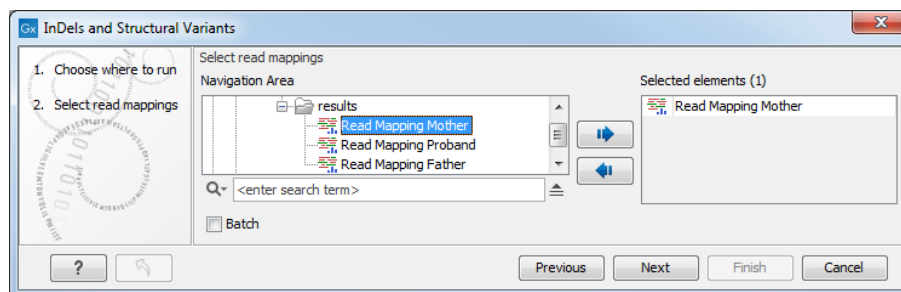 Gx InDels and Structural Variants
1. Choose where to run
2. Select read mappings
Select read mappings
Navigation Area
results
Read Mapping Mother
Read Mapping Proband
Read Mapping Father
<enter search term>
Batch
Selected elements (1)
Read Mapping Mother
?
Previous
Next
Finish
Cancel